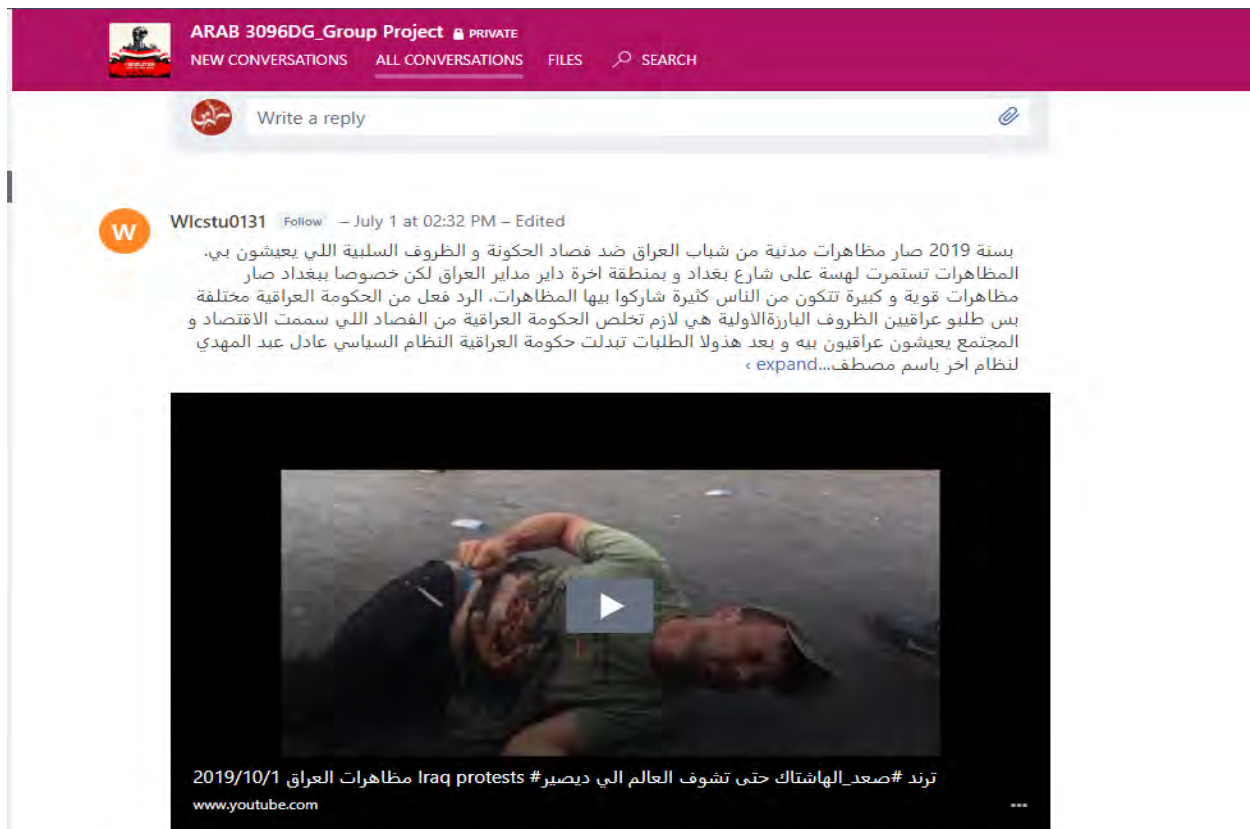 ARAB 3096DG_Group Project PRIVATE
NEW CONVERSATIONS ALL CONVERSATIONS FILES SEARCH
Write a reply
W
Wlcstu0131 Follow – July 1 at 02:32 PM – Edited
بسنة 2019 صار مظاهرات مدنية من شباب العراق ضد فصاد الحكونة و الظروف السلبية اللي يعيشون بي.
المظاهرات تستمرت لهسة على شارع بغداد و بمنطقة اخرة داير مداير العراق لكن خصوصا ببغداد صار
مظاهرات قوية و كبيرة تتكون من الناس كثيرة شاركوا بيها المظاهرات. الرد فعل من الحكومة العراقية مختلفة
بس طلبو عراقيين الظروف البارزةالاولية هي لازم تخلص الحكومة العراقية من الفصاد اللي سممت الاقتصاد و
المجتمع يعيشون عراقيون بيه و بعد هذولا الطلبات تبدلت حكومة العراقية النظام السياسي عادل عبد المهدي
لنظام اخر باسم مصطف...expand ›
ترند #صعد_الهاشتاك حتى تشوف العالم الي ديصير# Iraq protests مظاهرات العراق 2019/10/1
www.youtube.com